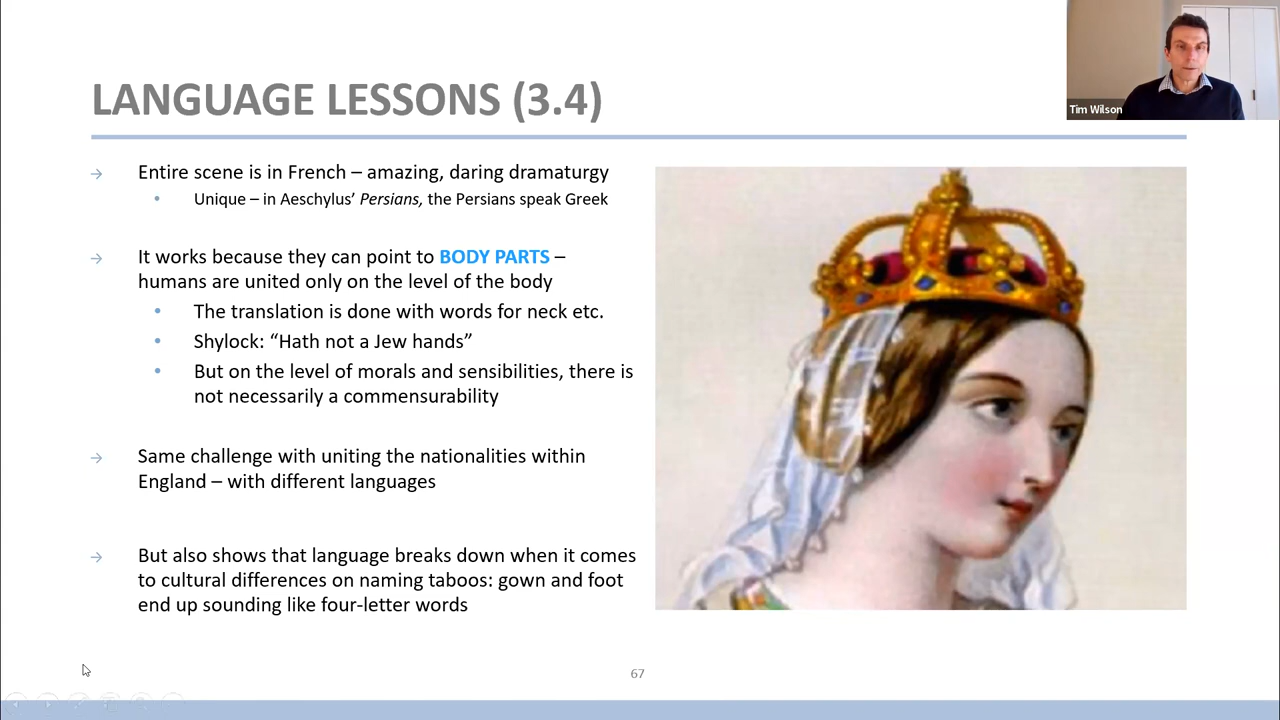 LANGUAGE LESSONS (3.4)
Tim Wilson
→ Entire scene is in French – amazing, daring dramaturgy
• Unique – in Aeschylus’ Persians, the Persians speak Greek
→ It works because they can point to BODY PARTS –
humans are united only on the level of the body
• The translation is done with words for neck etc.
• Shylock: “Hath not a Jew hands”
• But on the level of morals and sensibilities, there is
not necessarily a commensurability
→ Same challenge with uniting the nationalities within
England – with different languages
→ But also shows that language breaks down when it comes
to cultural differences on naming taboos: gown and foot
end up sounding like four-letter words
67